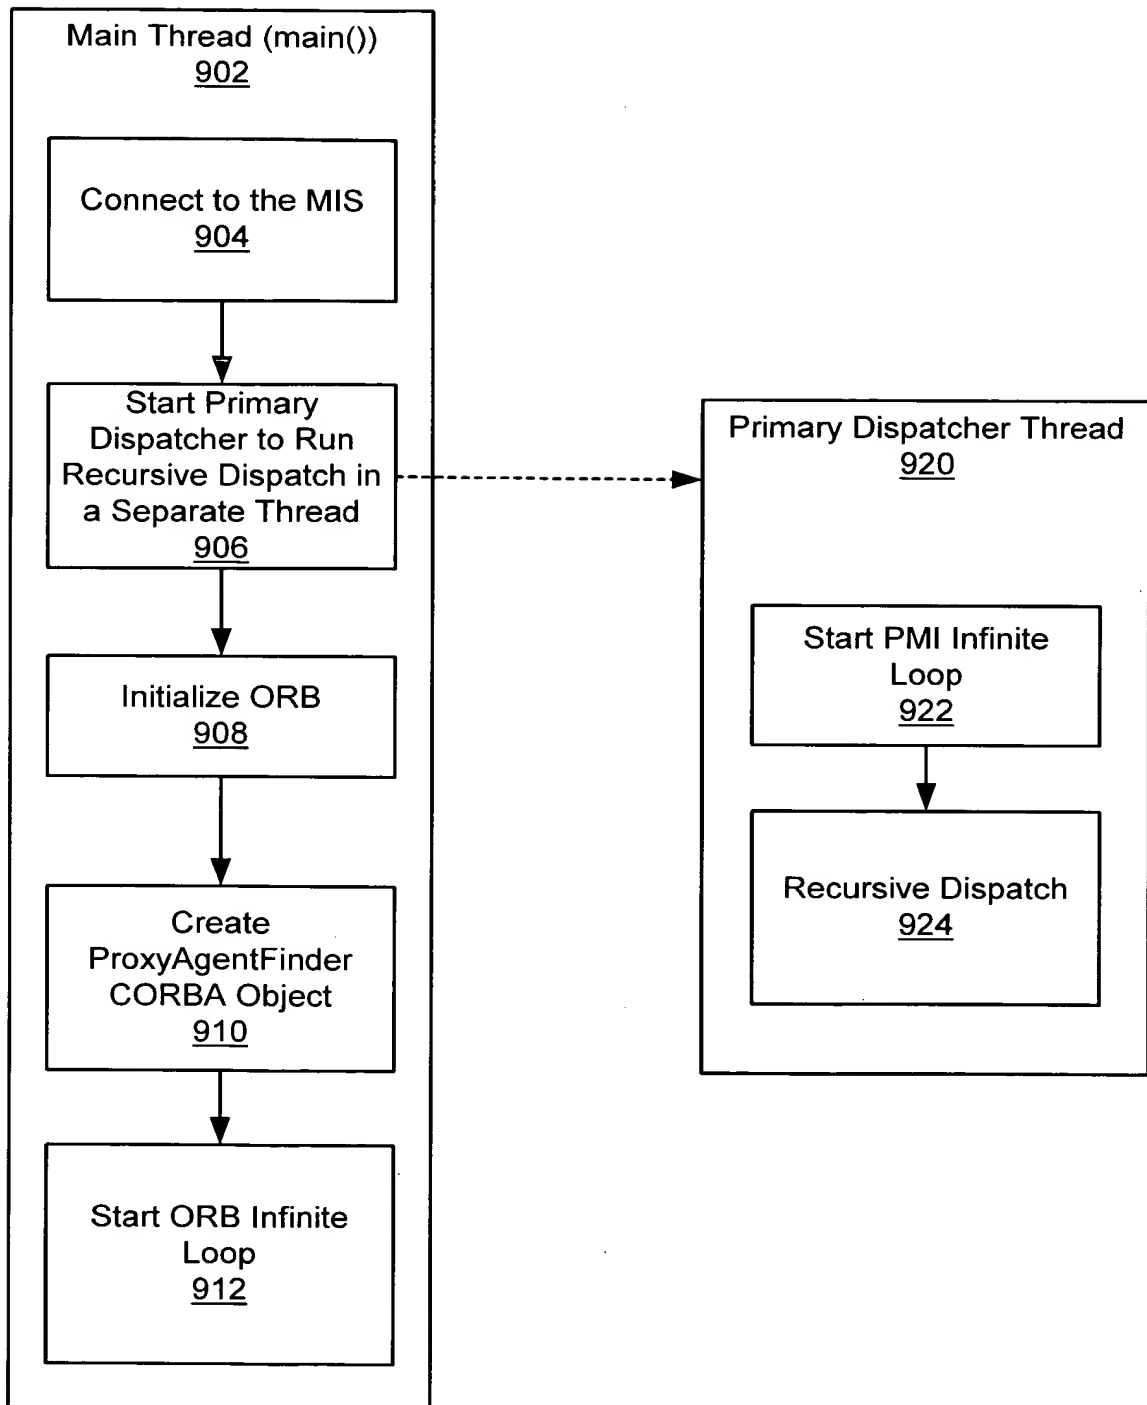 Main Thread (main())
902
Connect to the MIS
904
Start Primary
Dispatcher to Run
Recursive Dispatch in
a Separate Thread
906
Initialize ORB
908
Create
ProxyAgentFinder
CORBA Object
910
Start ORB Infinite
Loop
912
Primary Dispatcher Thread
920
Start PMI Infinite
Loop
922
Recursive Dispatch
924